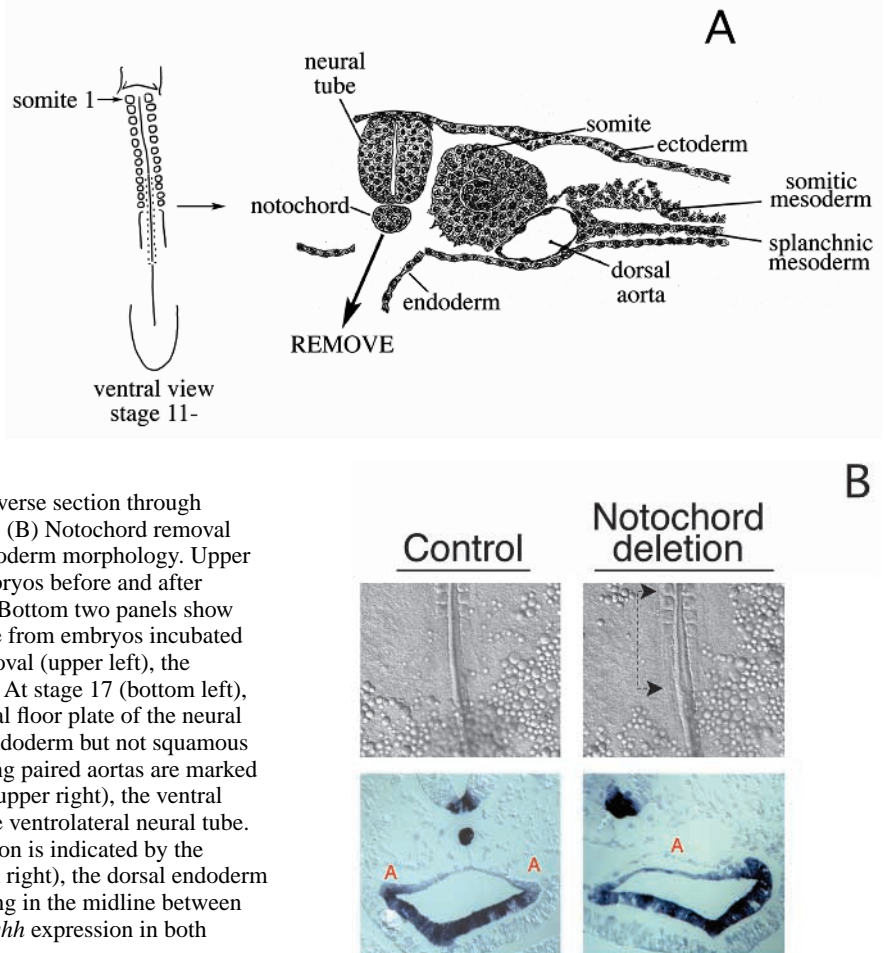 A
neural
tube
somite 1
somite
ectoderm
notochord
somitic
mesoderm
splanchnic
mesoderm
dorsal
aorta
endoderm
REMOVE
ventral view
stage 11-
verse section through
(B) Notochord removal
oderm morphology. Upper
bryos before and after
Bottom two panels show
e from embryos incubated
oval (upper left), the
At stage 17 (bottom left),
al floor plate of the neural
ndoderm but not squamous
ng paired aortas are marked
upper right), the ventral
e ventrolateral neural tube.
on is indicated by the
right), the dorsal endoderm
ng in the midline between
hh expression in both
B
Control
Notochord
deletion
A
A
A